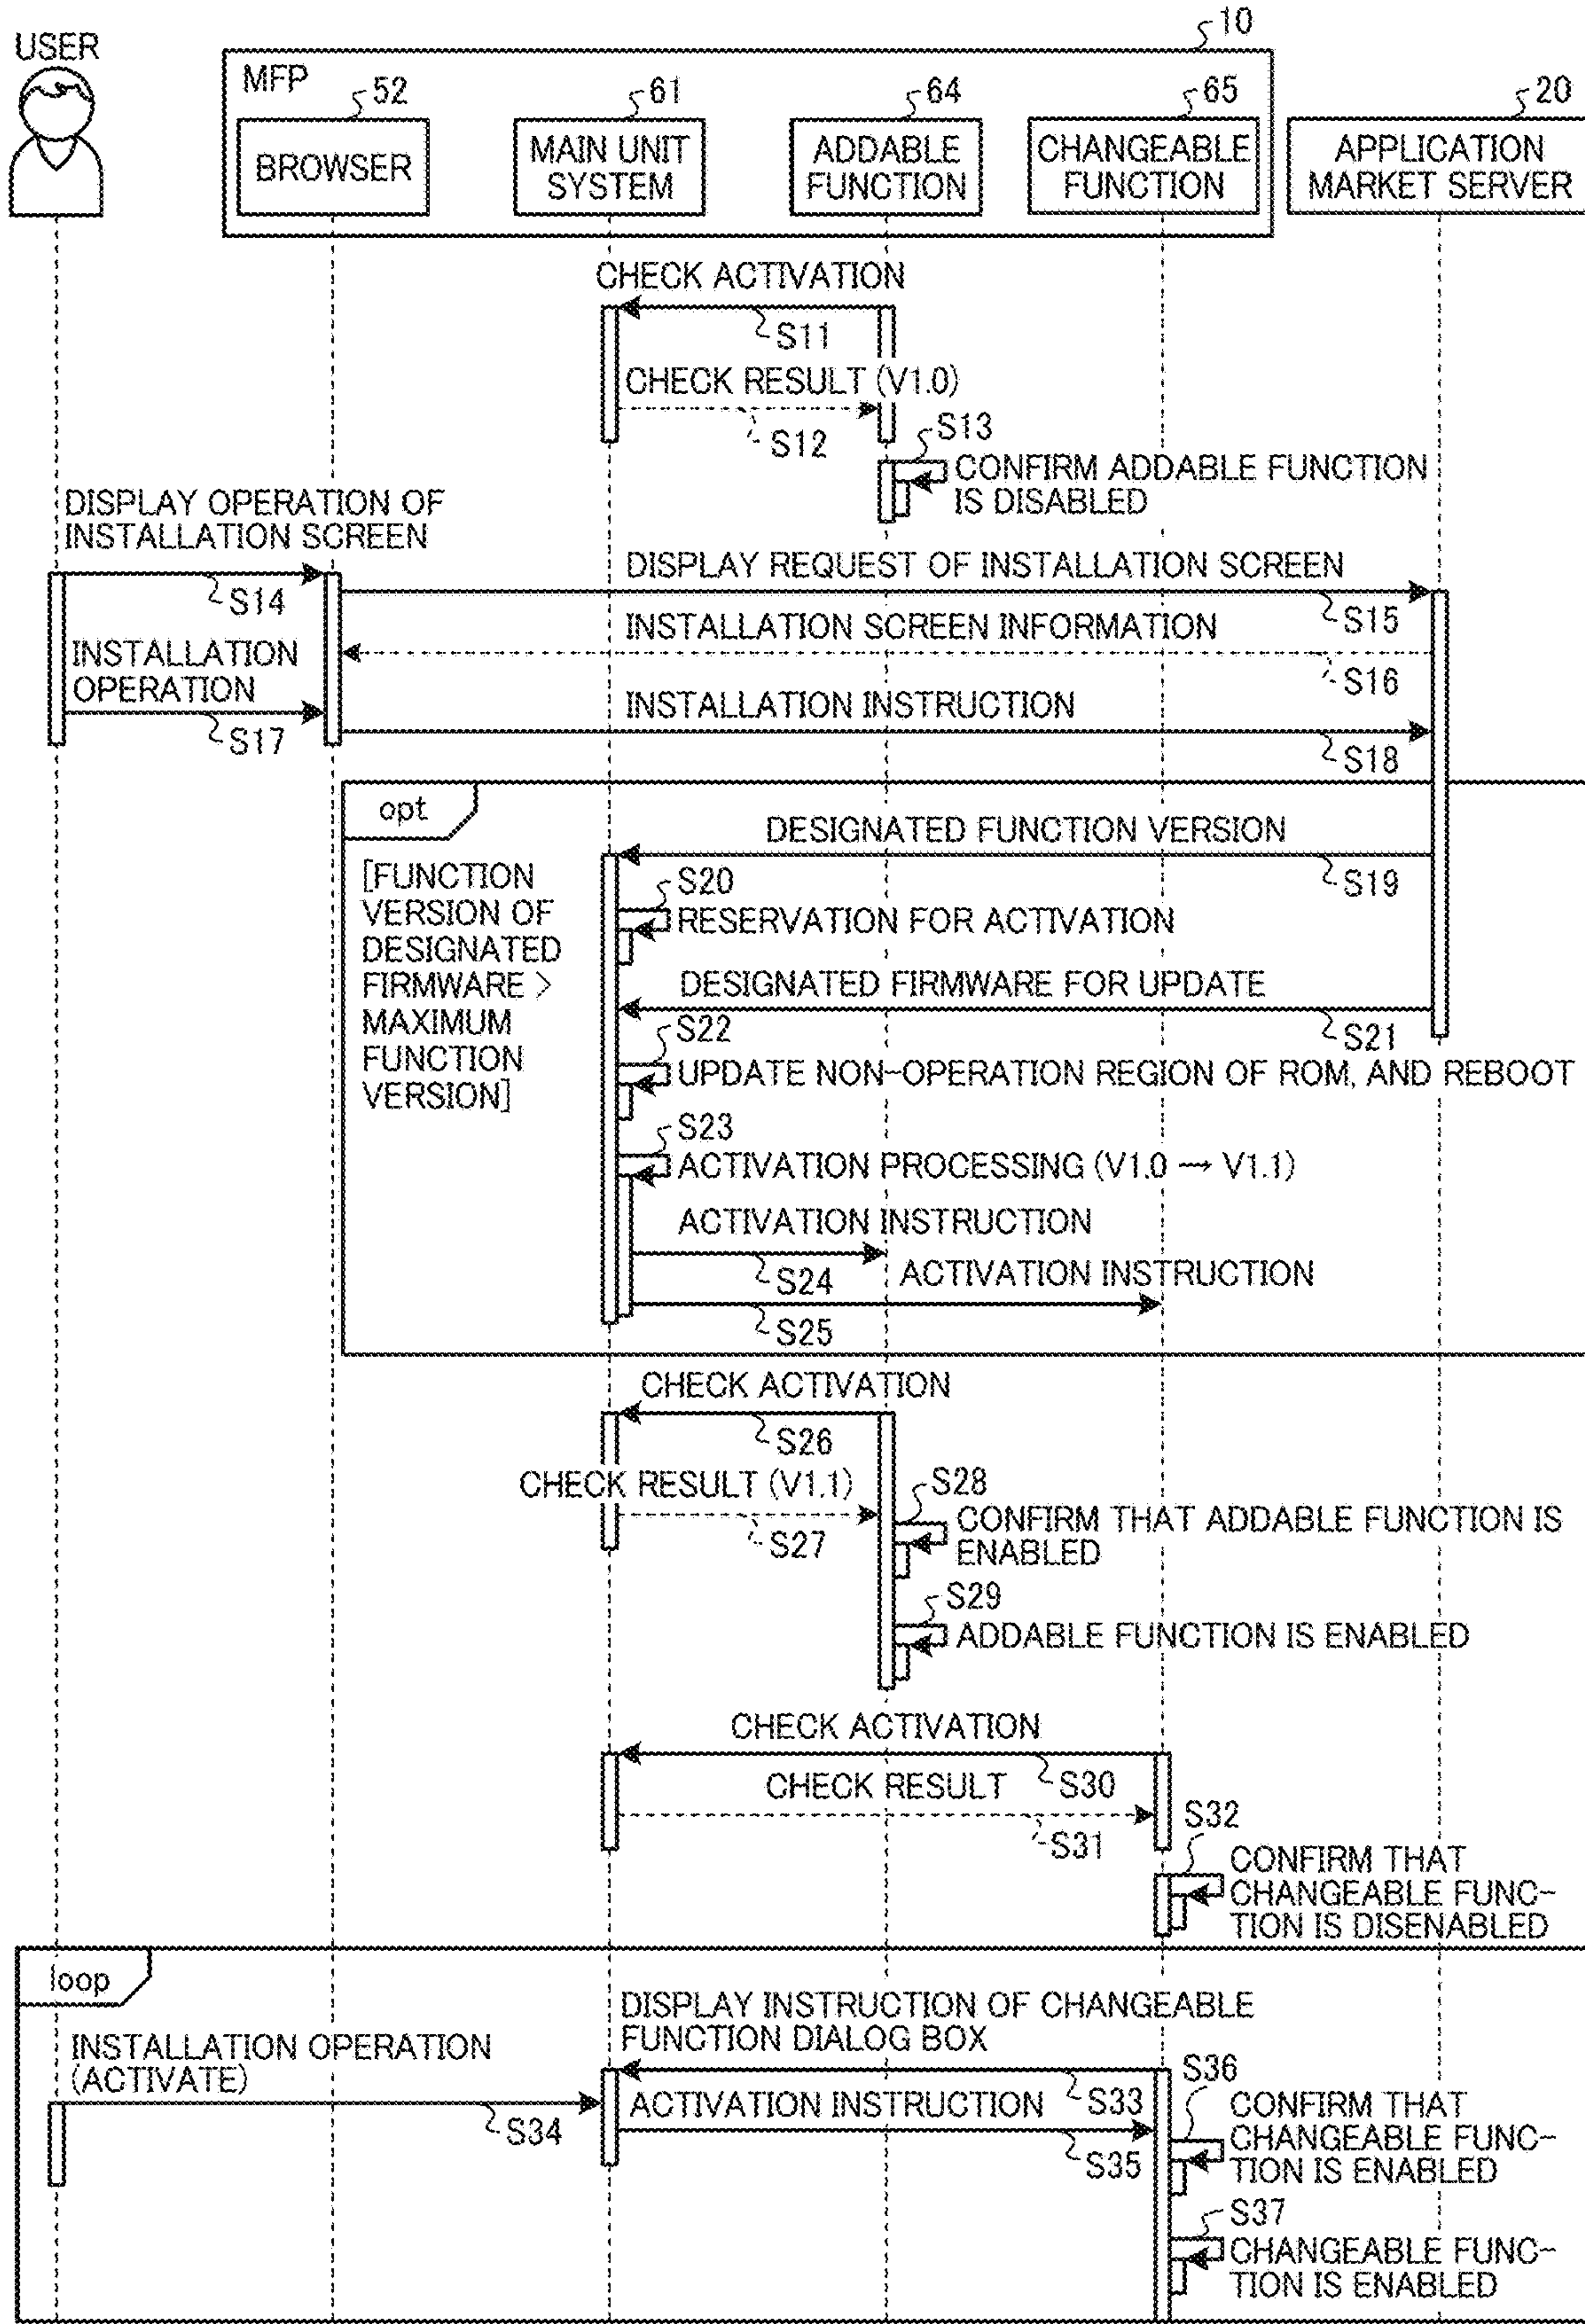 USER
10
MFP
52
61
64
65
20
BROWSER
MAIN UNIT
SYSTEM
ADDABLE
FUNCTION
CHANGEABLE
FUNCTION
APPLICATION
MARKET SERVER
CHECK ACTIVATION
S11
CHECK RESULT (V1.0)
S12
S13
CONFIRM ADDABLE FUNCTION
IS DISABLED
DISPLAY OPERATION OF
INSTALLATION SCREEN
S14
DISPLAY REQUEST OF INSTALLATION SCREEN
S15
INSTALLATION SCREEN INFORMATION
S16
INSTALLATION
OPERATION
S17
INSTALLATION INSTRUCTION
S18
opt
[FUNCTION
VERSION OF
DESIGNATED
FIRMWARE >
MAXIMUM
FUNCTION
VERSION]
DESIGNATED FUNCTION VERSION
S19
S20
RESERVATION FOR ACTIVATION
DESIGNATED FIRMWARE FOR UPDATE
S21
S22
UPDATE NON-OPERATION REGION OF ROM, AND REBOOT
S23
ACTIVATION PROCESSING (V1.0 → V1.1)
ACTIVATION INSTRUCTION
S24
ACTIVATION INSTRUCTION
S25
CHECK ACTIVATION
S26
CHECK RESULT (V1.1)
S27
S28
CONFIRM THAT ADDABLE FUNCTION IS
ENABLED
S29
ADDABLE FUNCTION IS ENABLED
CHECK ACTIVATION
S30
CHECK RESULT
S31
S32
CONFIRM THAT
CHANGEABLE FUNC-
TION IS DISENABLED
loop
DISPLAY INSTRUCTION OF CHANGEABLE
FUNCTION DIALOG BOX
S33
INSTALLATION OPERATION
(ACTIVATE)
S34
ACTIVATION INSTRUCTION
S35
S36
CONFIRM THAT
CHANGEABLE FUNC-
TION IS ENABLED
S37
CHANGEABLE FUNC-
TION IS ENABLED